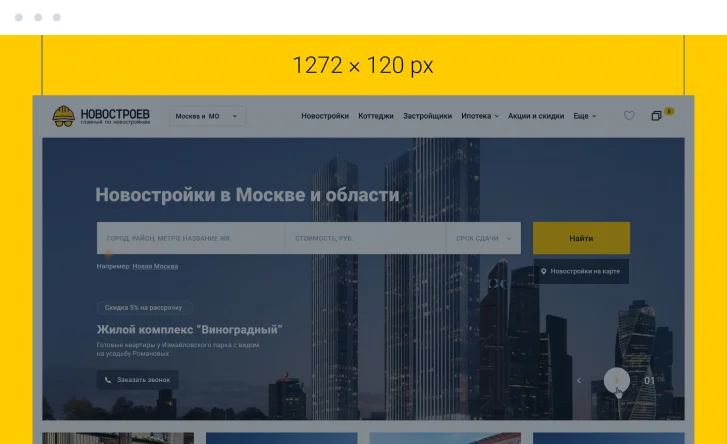 1272 × 120 px
НОВОСТРОЕВ
главный по новостройкам
Москва и МО
Новостройки Коттеджи Застройщики Ипотека Акции и скидки Еще
Новостройки в Москве и области
ГОРОД, РАЙОН, МЕТРО, НАЗВАНИЕ ЖК
СТОИМОСТЬ, РУБ.
СРОК СДАЧИ
Найти
Например: Новая Москва
Новостройки на карте
Скидка 5% на рассрочку
Жилой комплекс “Виноградный”
Готовые квартиры у Измайловского парка с видом
на усадьбу Романовых
Заказать звонок
01